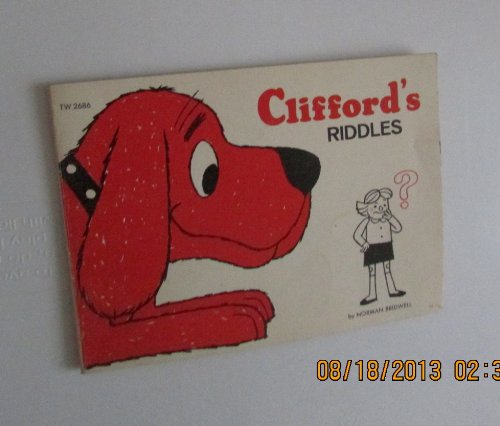 TW 2686
Clifford's
RIDDLES
?
by NORMAN BRIDWELL
08/18/2013 02:3